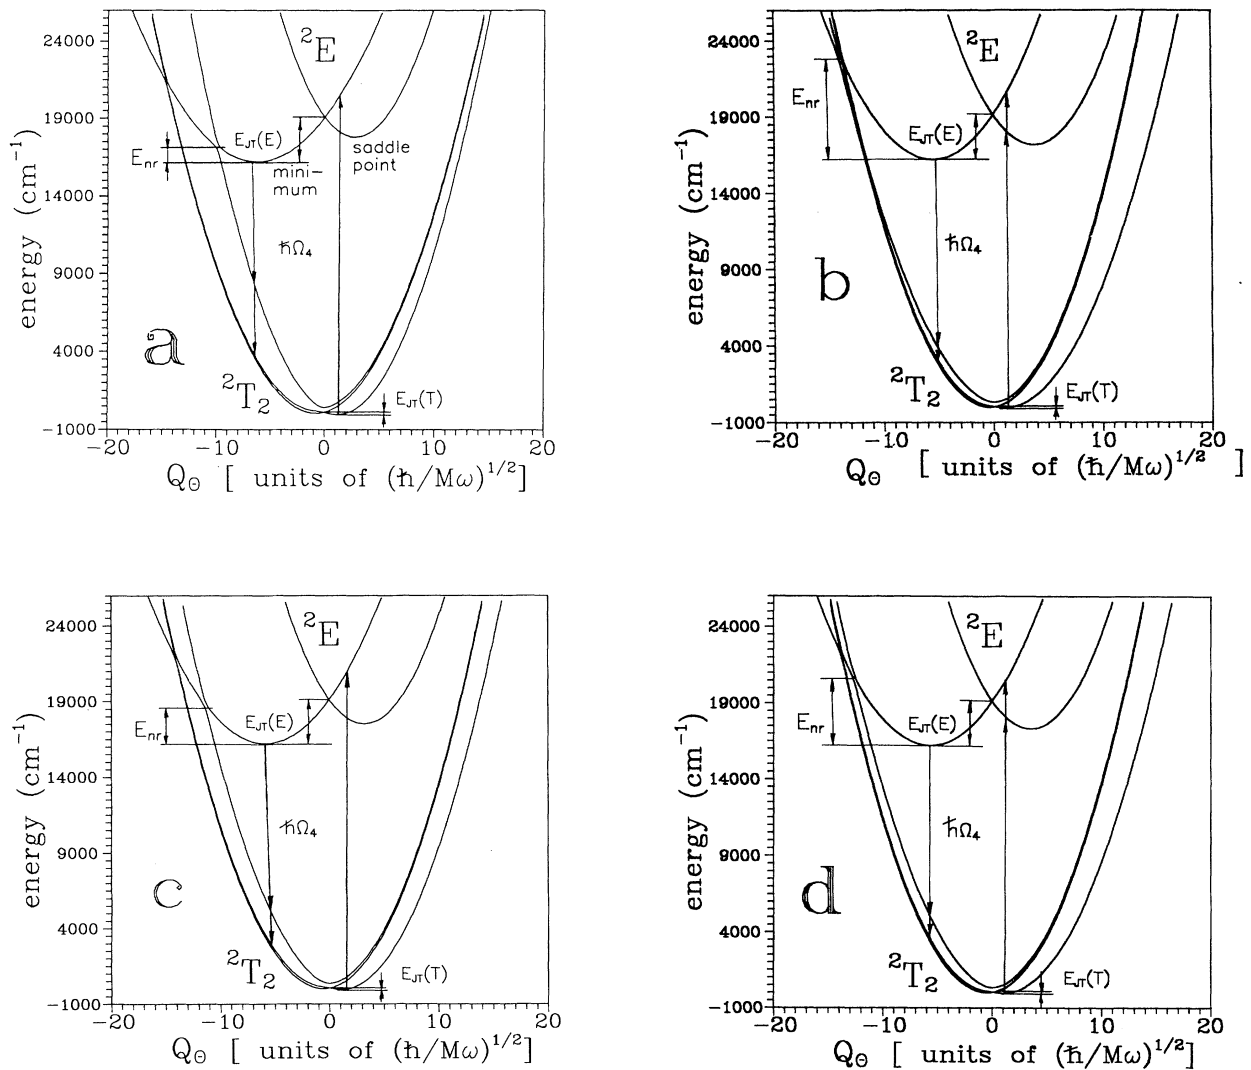 24000
19000
14000
9000
4000
−1000
energy (cm⁻¹)
²E
E_JT(E)
saddle
point
E_nr
mini−
mum
ℏΩ₄
a
²T₂
E_JT(T)
−20 −10 0 10 20
Q_Θ [ units of (ℏ/Mω)^1/2]
24000
19000
14000
9000
4000
−1000
energy (cm⁻¹)
²E
E_nr
E_JT(E)
ℏΩ₄
b
²T₂
E_JT(T)
−20 −10 0 10 20
Q_Θ [ units of (ℏ/Mω)^1/2 ]
24000
19000
14000
9000
4000
−1000
energy (cm⁻¹)
²E
E_nr
E_JT(E)
ℏΩ₄
c
²T₂
E_JT(T)
−20 −10 0 10 20
Q_Θ [ units of (ℏ/Mω)^1/2]
24000
19000
14000
9000
4000
−1000
energy (cm⁻¹)
²E
E_nr
E_JT(E)
ℏΩ₄
d
²T₂
E_JT(T)
−20 −10 0 10 20
Q_Θ [ units of (ℏ/Mω)^1/2]